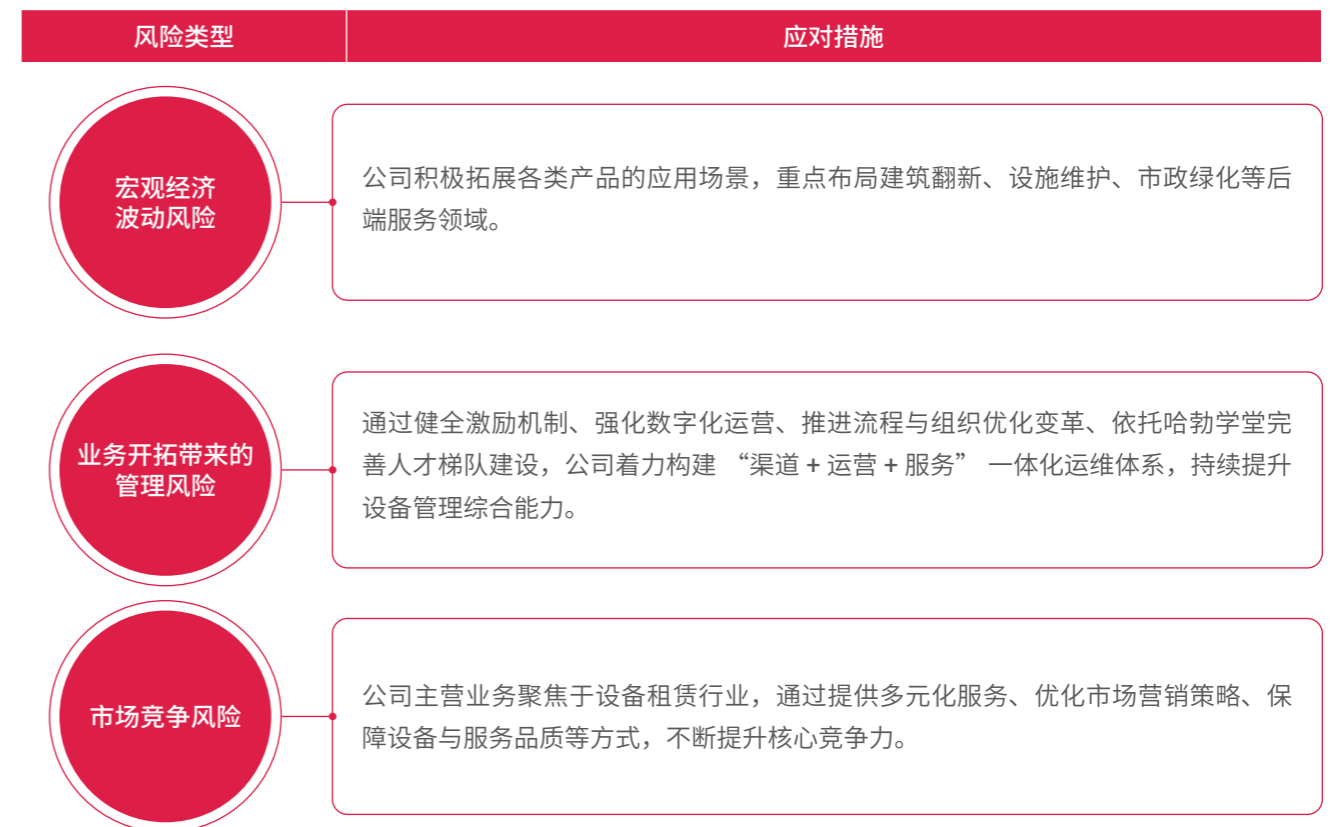 风险类型
应对措施
宏观经济
波动风险
公司积极拓展各类产品的应用场景，重点布局建筑翻新、设施维护、市政绿化等后
端服务领域。
业务开拓带来的
管理风险
通过健全激励机制、强化数字化运营、推进流程与组织优化变革、依托哈勃学堂完
善人才梯队建设，公司着力构建 “渠道 + 运营 + 服务” 一体化运维体系，持续提升
设备管理综合能力。
市场竞争风险
公司主营业务聚焦于设备租赁行业，通过提供多元化服务、优化市场营销策略、保
障设备与服务品质等方式，不断提升核心竞争力。